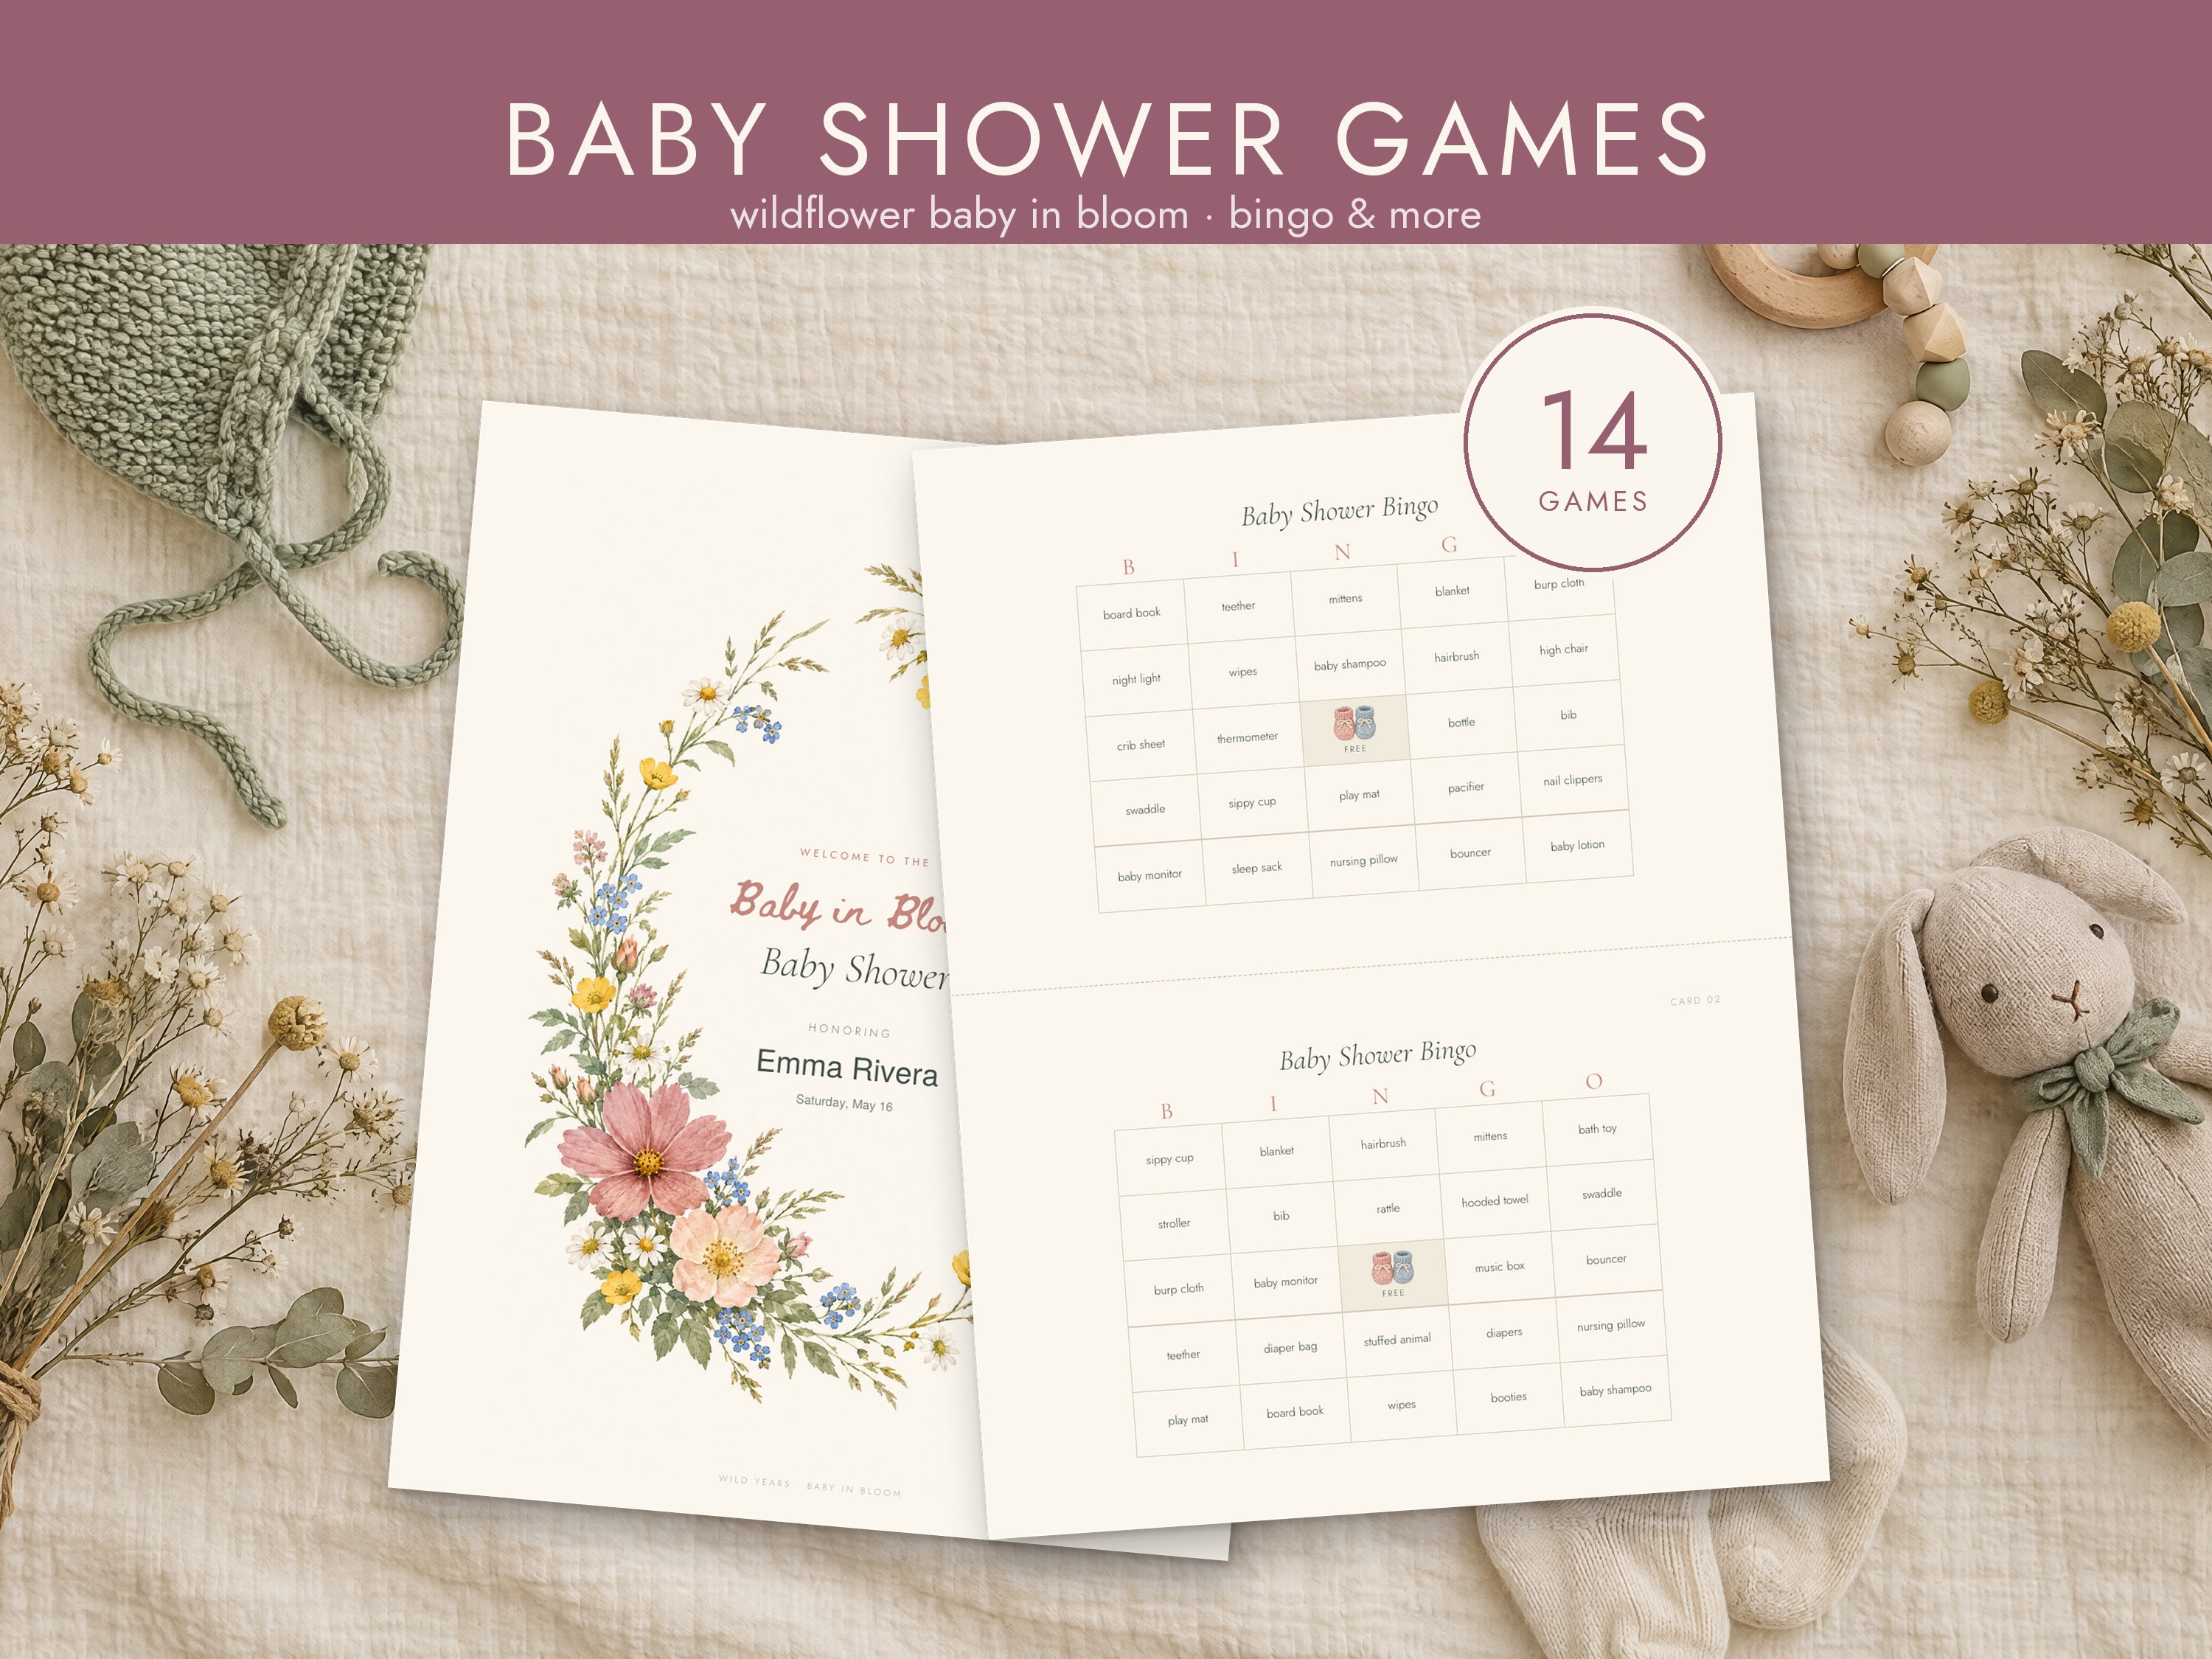 BABY SHOWER GAMES
wildflower baby in bloom · bingo & more
14
GAMES
WELCOME TO THE
Baby in Bloo
Baby Shower
HONORING
Emma Rivera
Saturday, May 16
WILD YEARS · BABY IN BLOOM
Baby Shower Bingo
B I N G
board book teether mittens blanket burp cloth
night light wipes baby shampoo hairbrush high chair
crib sheet thermometer FREE bottle bib
swaddle sippy cup play mat pacifier nail clippers
baby monitor sleep sack nursing pillow bouncer baby lotion
CARD 02
Baby Shower Bingo
B I N G O
sippy cup blanket hairbrush mittens bath toy
stroller bib rattle hooded towel swaddle
burp cloth baby monitor FREE music box bouncer
teether diaper bag stuffed animal diapers nursing pillow
play mat board book wipes booties baby shampoo